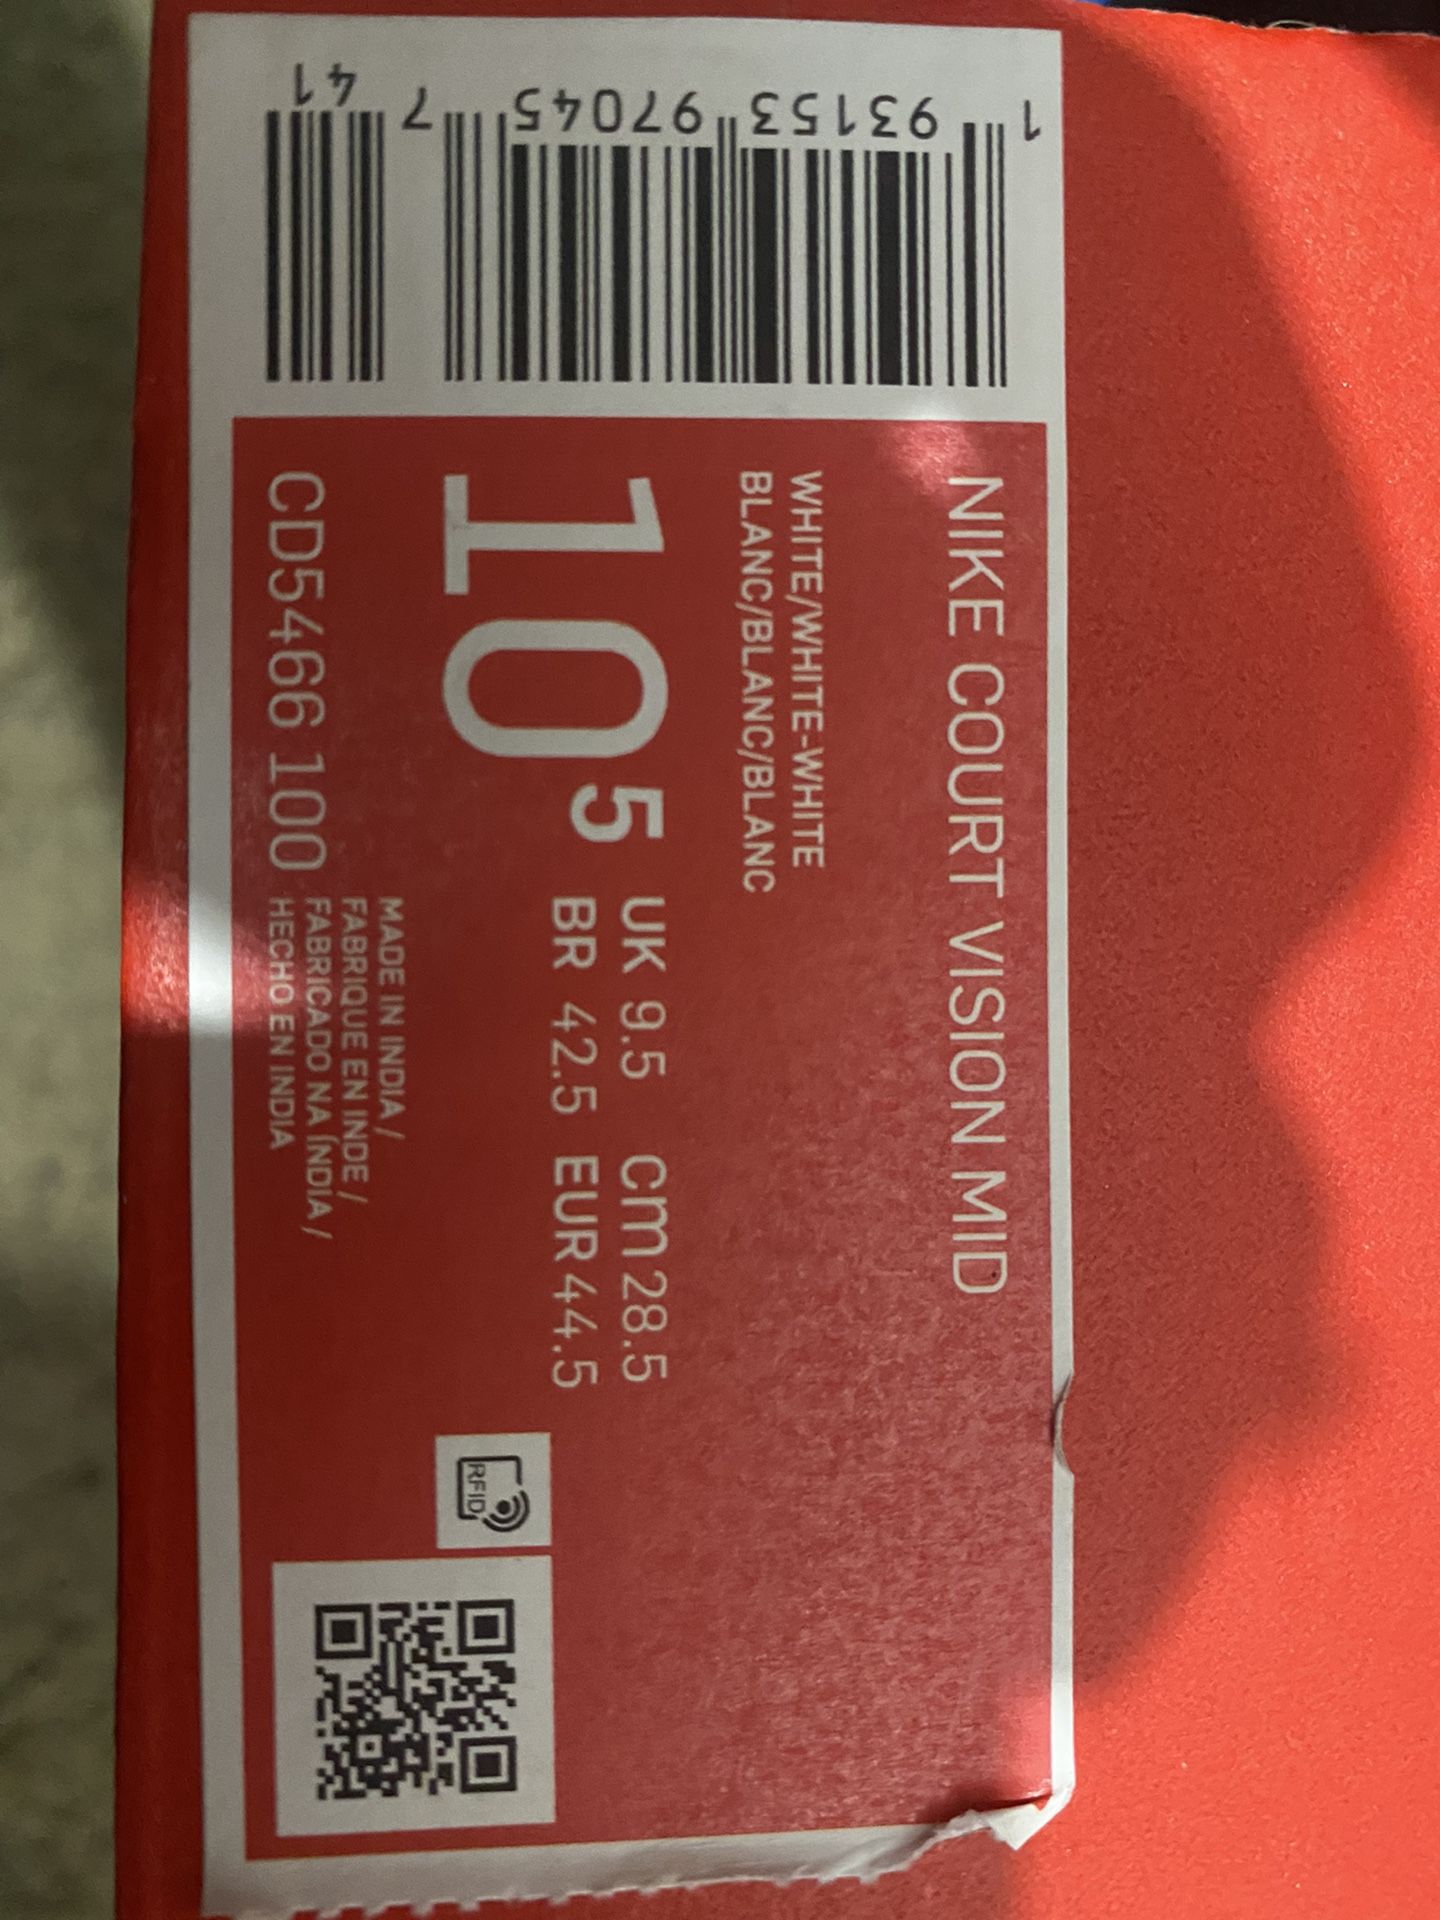 NIKE COURT VISION MID
WHITE/WHITE-WHITE
BLANC/BLANC/BLANC
10 5 UK 9.5 cm 28.5
BR 42.5 EUR 44.5
CD5466 100
MADE IN INDIA /
FABRIQUE EN INDE /
FABRICADO NA ÍNDIA /
HECHO EN INDIA
RFID
1 93153 97045 7 41